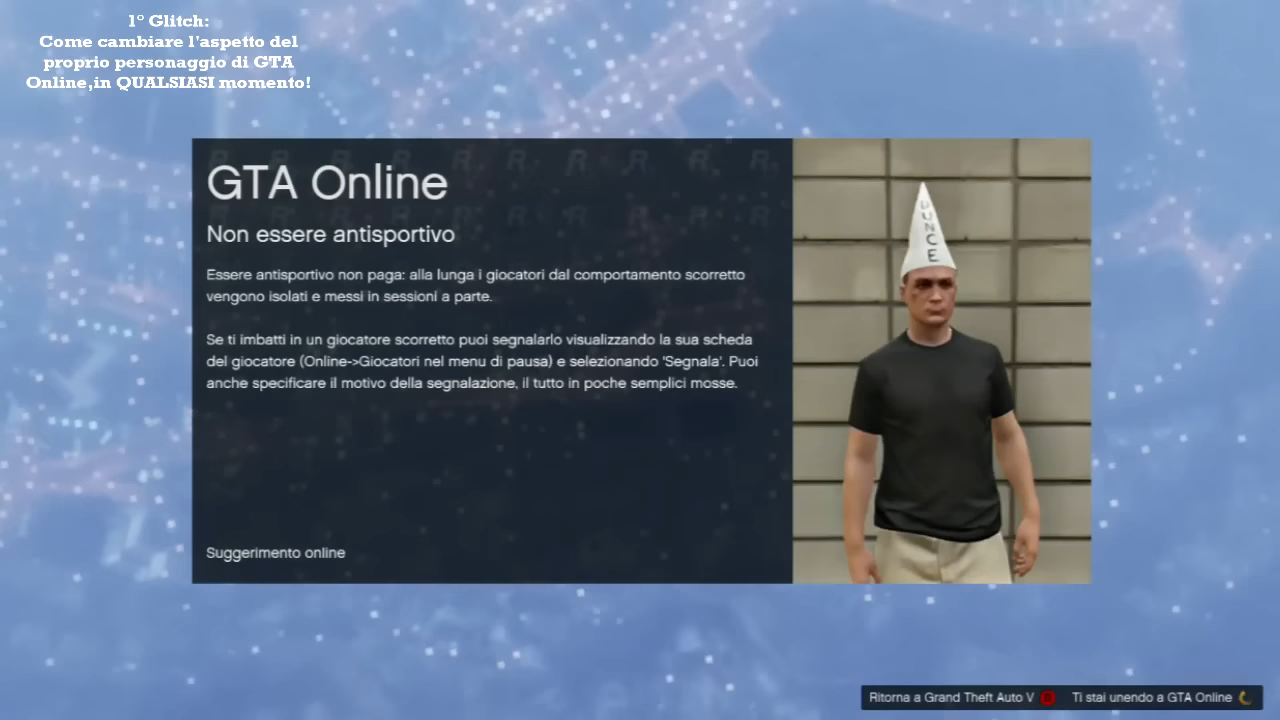 1° Glitch:
Come cambiare l'aspetto del
proprio personaggio di GTA
Online,in QUALSIASI momento!
GTA Online
Non essere antisportivo
Essere antisportivo non paga: alla lunga i giocatori dal comportamento scorretto
vengono isolati e messi in sessioni a parte.
Se ti imbatti in un giocatore scorretto puoi segnalarlo visualizzando la sua scheda
del giocatore (Online->Giocatori nel menu di pausa) e selezionando 'Segnala'. Puoi
anche specificare il motivo della segnalazione, il tutto in poche semplici mosse.
Suggerimento online
DUNCE
Ritorna a Grand Theft Auto V Ti stai unendo a GTA Online